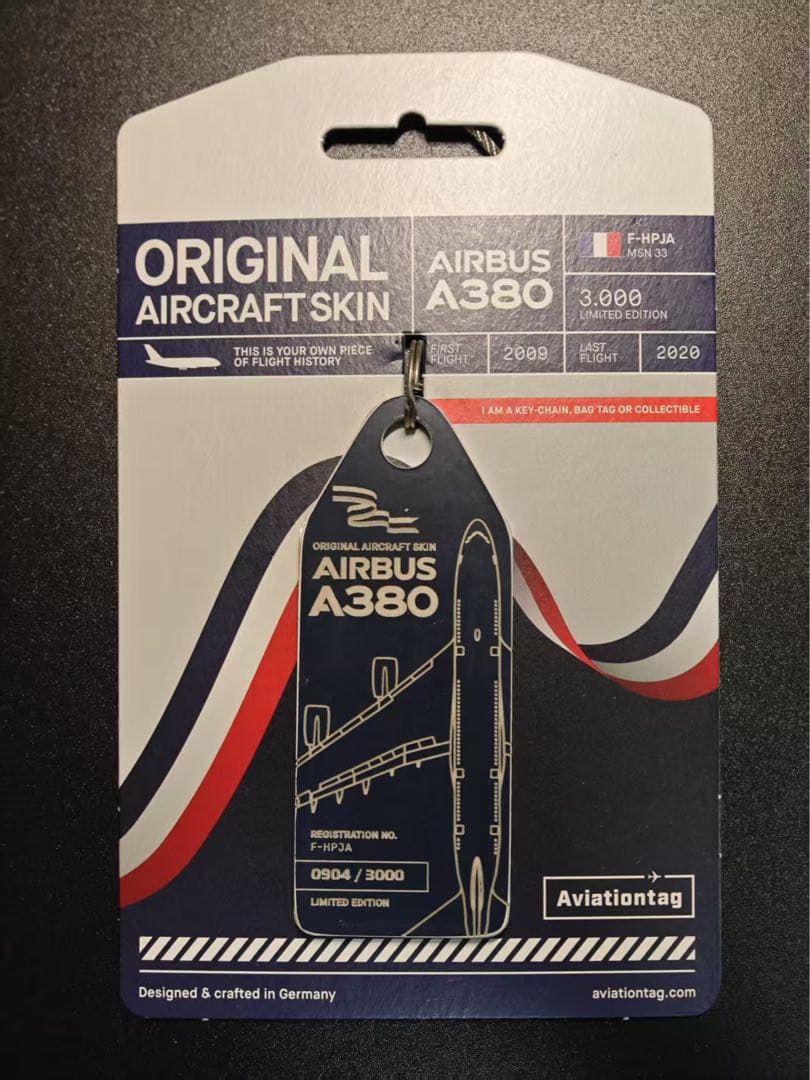 ORIGINAL
AIRCRAFT SKIN
AIRBUS
A380
F-HPJA
MSN 33
3.000
LIMITED EDITION
THIS IS YOUR OWN PIECE
OF FLIGHT HISTORY
FIRST
FLIGHT
2009
LAST
FLIGHT
2020
I AM A KEY-CHAIN, BAG TAG OR COLLECTIBLE
ORIGINAL AIRCRAFT SKIN
AIRBUS
A380
REGISTRATION NO.
F-HPJA
0904 / 3000
LIMITED EDITION
Aviationtag
Designed & crafted in Germany
aviationtag.com